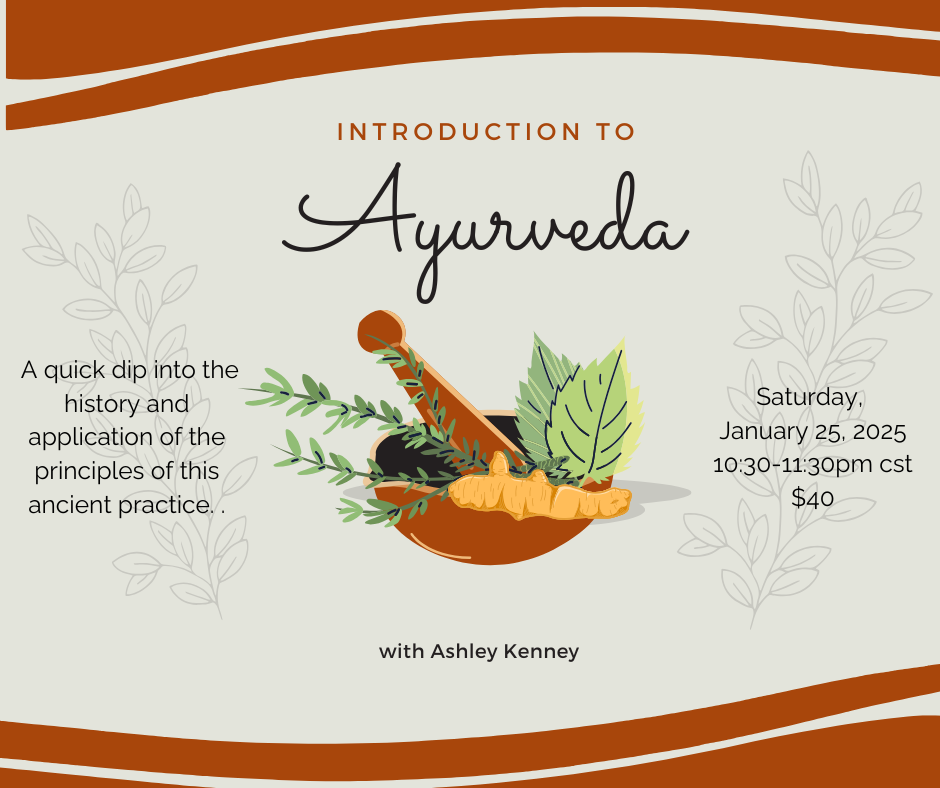 INTRODUCTION TO
Ayurveda
A quick dip into the
history and
application of the
principles of this
ancient practice. .
Saturday,
January 25, 2025
10:30-11:30pm cst
$40
with Ashley Kenney